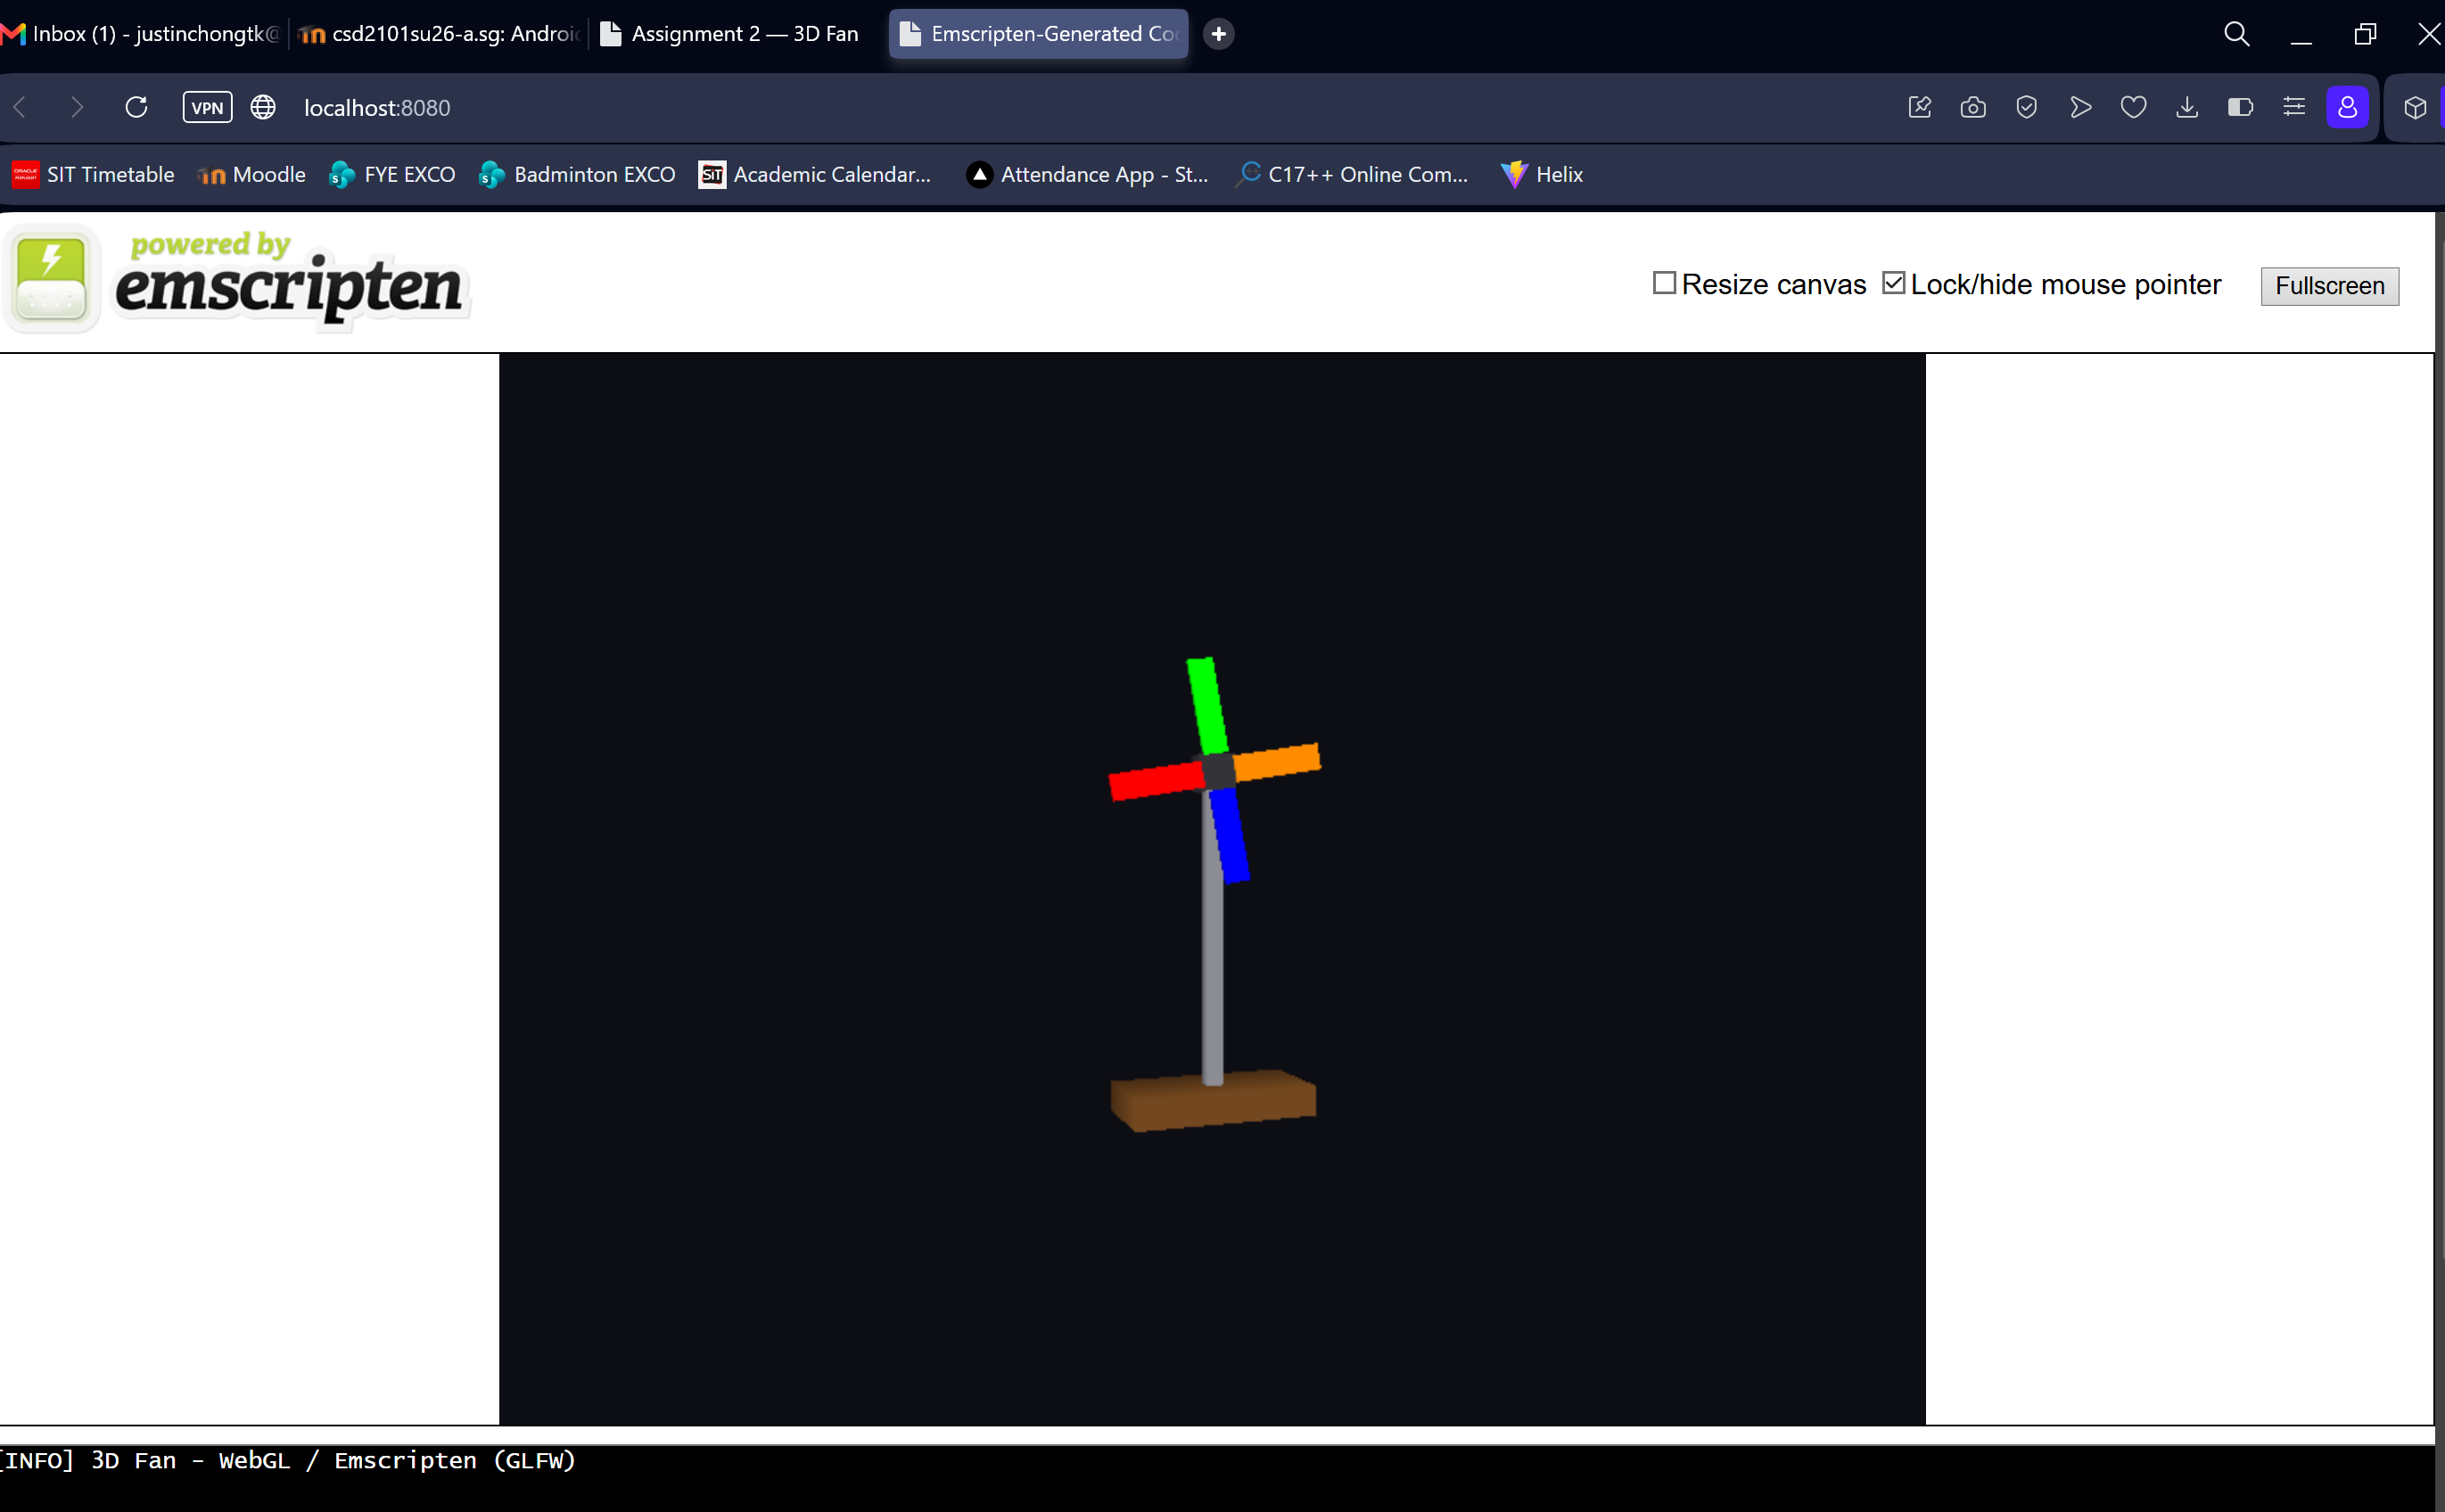 Inbox (1) - justinchongtk@
csd2101su26-a.sg: Androi
Assignment 2 — 3D Fan
Emscripten-Generated Co
VPN
localhost:8080
SIT Timetable
Moodle
FYE EXCO
Badminton EXCO
SiT
Academic Calendar...
Attendance App - St...
C17++ Online Com...
Helix
powered by
emscripten
Resize canvas
Lock/hide mouse pointer
Fullscreen
[INFO] 3D Fan - WebGL / Emscripten (GLFW)